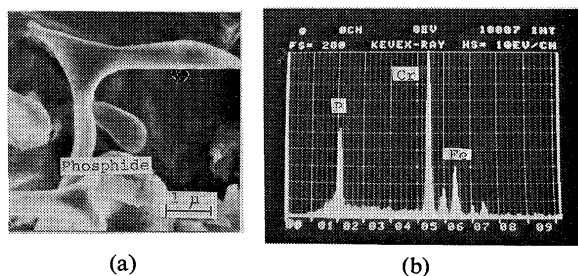 Phosphide
1 μ
0 0CH 0EV 10007 INT
FS= 200 KEVEX-RAY HS= 10EV/CH
Cr
P
Fe
00 01 02 03 04 05 06 07 08 09
(a) (b)